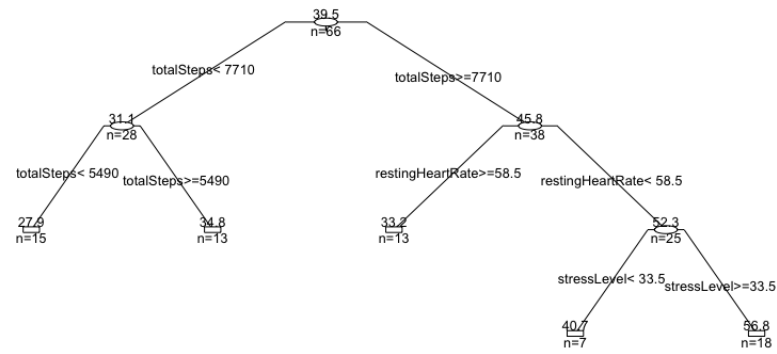 39.5
n=66
totalSteps< 7710
totalSteps>=7710
31.1
n=28
45.8
n=38
totalSteps< 5490
totalSteps>=5490
restingHeartRate>=58.5
restingHeartRate< 58.5
27.9
n=15
34.8
n=13
33.2
n=13
52.3
n=25
stressLevel< 33.5
stressLevel>=33.5
40.7
n=7
56.8
n=18